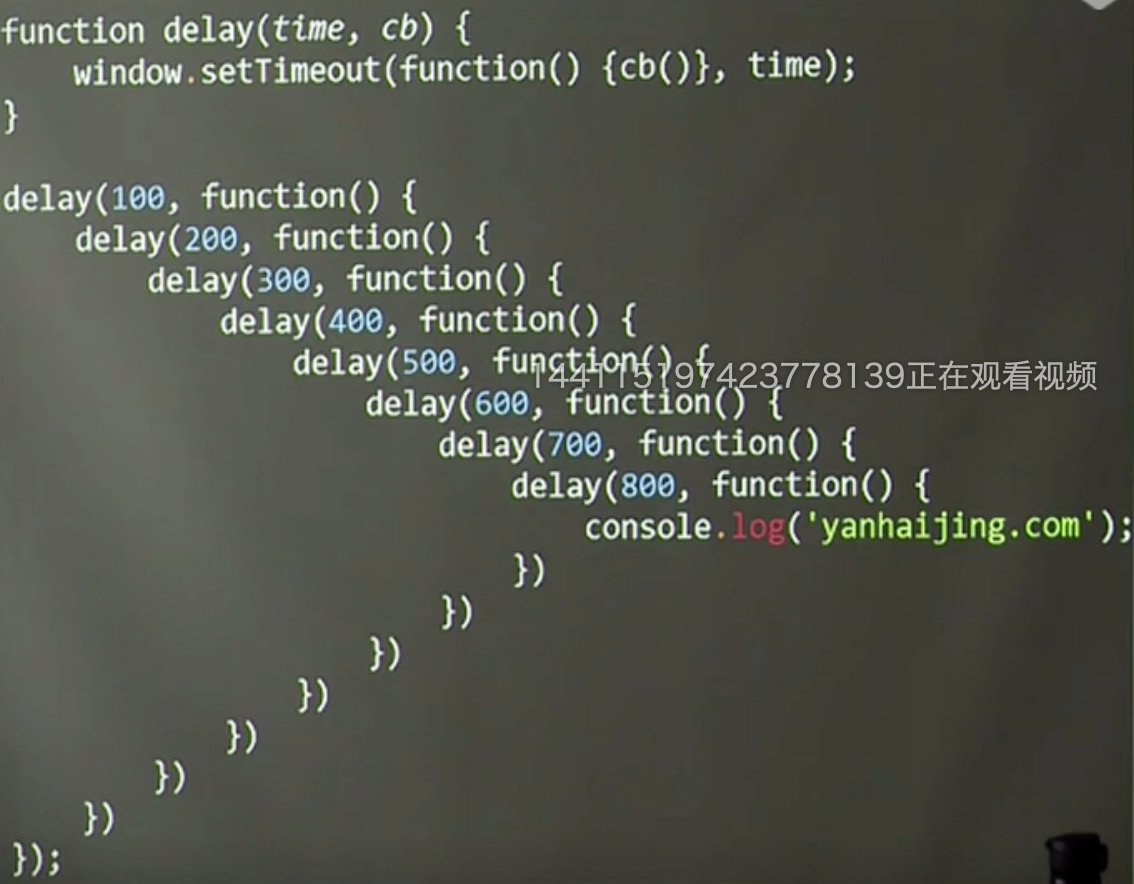 function delay(time, cb) {
    window.setTimeout(function() {cb()}, time);
}

delay(100, function() {
    delay(200, function() {
        delay(300, function() {
            delay(400, function() {
                delay(500, function() {
144115197423778139正在观看视频
                    delay(600, function() {
                        delay(700, function() {
                            delay(800, function() {
                                console.log('yanhaijing.com');
                            })
                        })
                    })
                })
            })
        })
    })
});